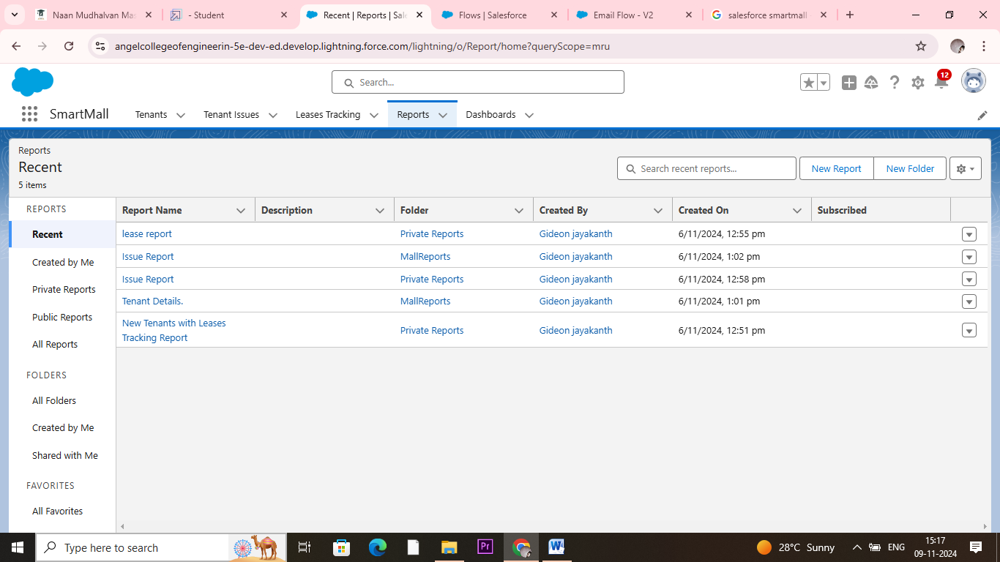 Naan Mudhalvan Mas
- Student
Recent | Reports | Sale
Flows | Salesforce
Email Flow - V2
salesforce smartmall
angelcollegeofengineerin-5e-dev-ed.develop.lightning.force.com/lightning/o/Report/home?queryScope=mru
Search...
12
SmartMall
Tenants
Tenant Issues
Leases Tracking
Reports
Dashboards
Reports
Recent
5 items
Search recent reports...
New Report
New Folder
REPORTS
Recent
Created by Me
Private Reports
Public Reports
All Reports
FOLDERS
All Folders
Created by Me
Shared with Me
FAVORITES
All Favorites
Report Name Description Folder Created By Created On Subscribed
lease report Private Reports Gideon jayakanth 6/11/2024, 12:55 pm
Issue Report MallReports Gideon jayakanth 6/11/2024, 1:02 pm
Issue Report Private Reports Gideon jayakanth 6/11/2024, 12:58 pm
Tenant Details. MallReports Gideon jayakanth 6/11/2024, 1:01 pm
New Tenants with Leases
Tracking Report Private Reports Gideon jayakanth 6/11/2024, 12:51 pm
Type here to search
Pr
W
28°C Sunny
ENG
15:17
09-11-2024